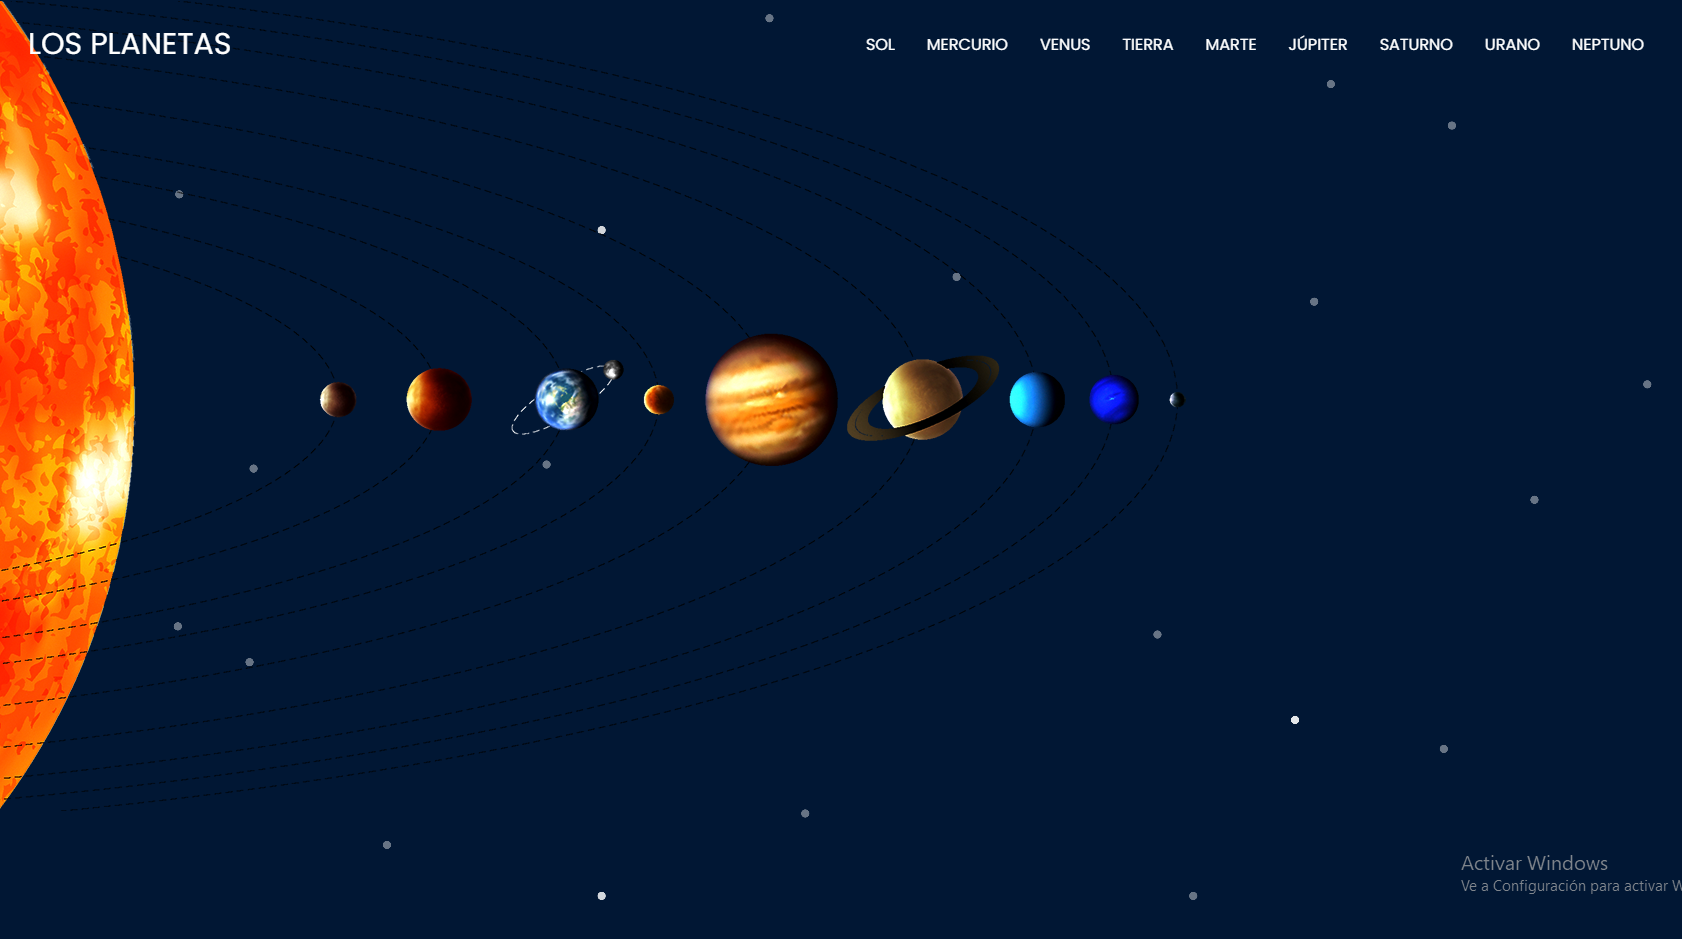 LOS PLANETAS
SOL MERCURIO VENUS TIERRA MARTE JÚPITER SATURNO URANO NEPTUNO
Activar Windows
Ve a Configuración para activar W